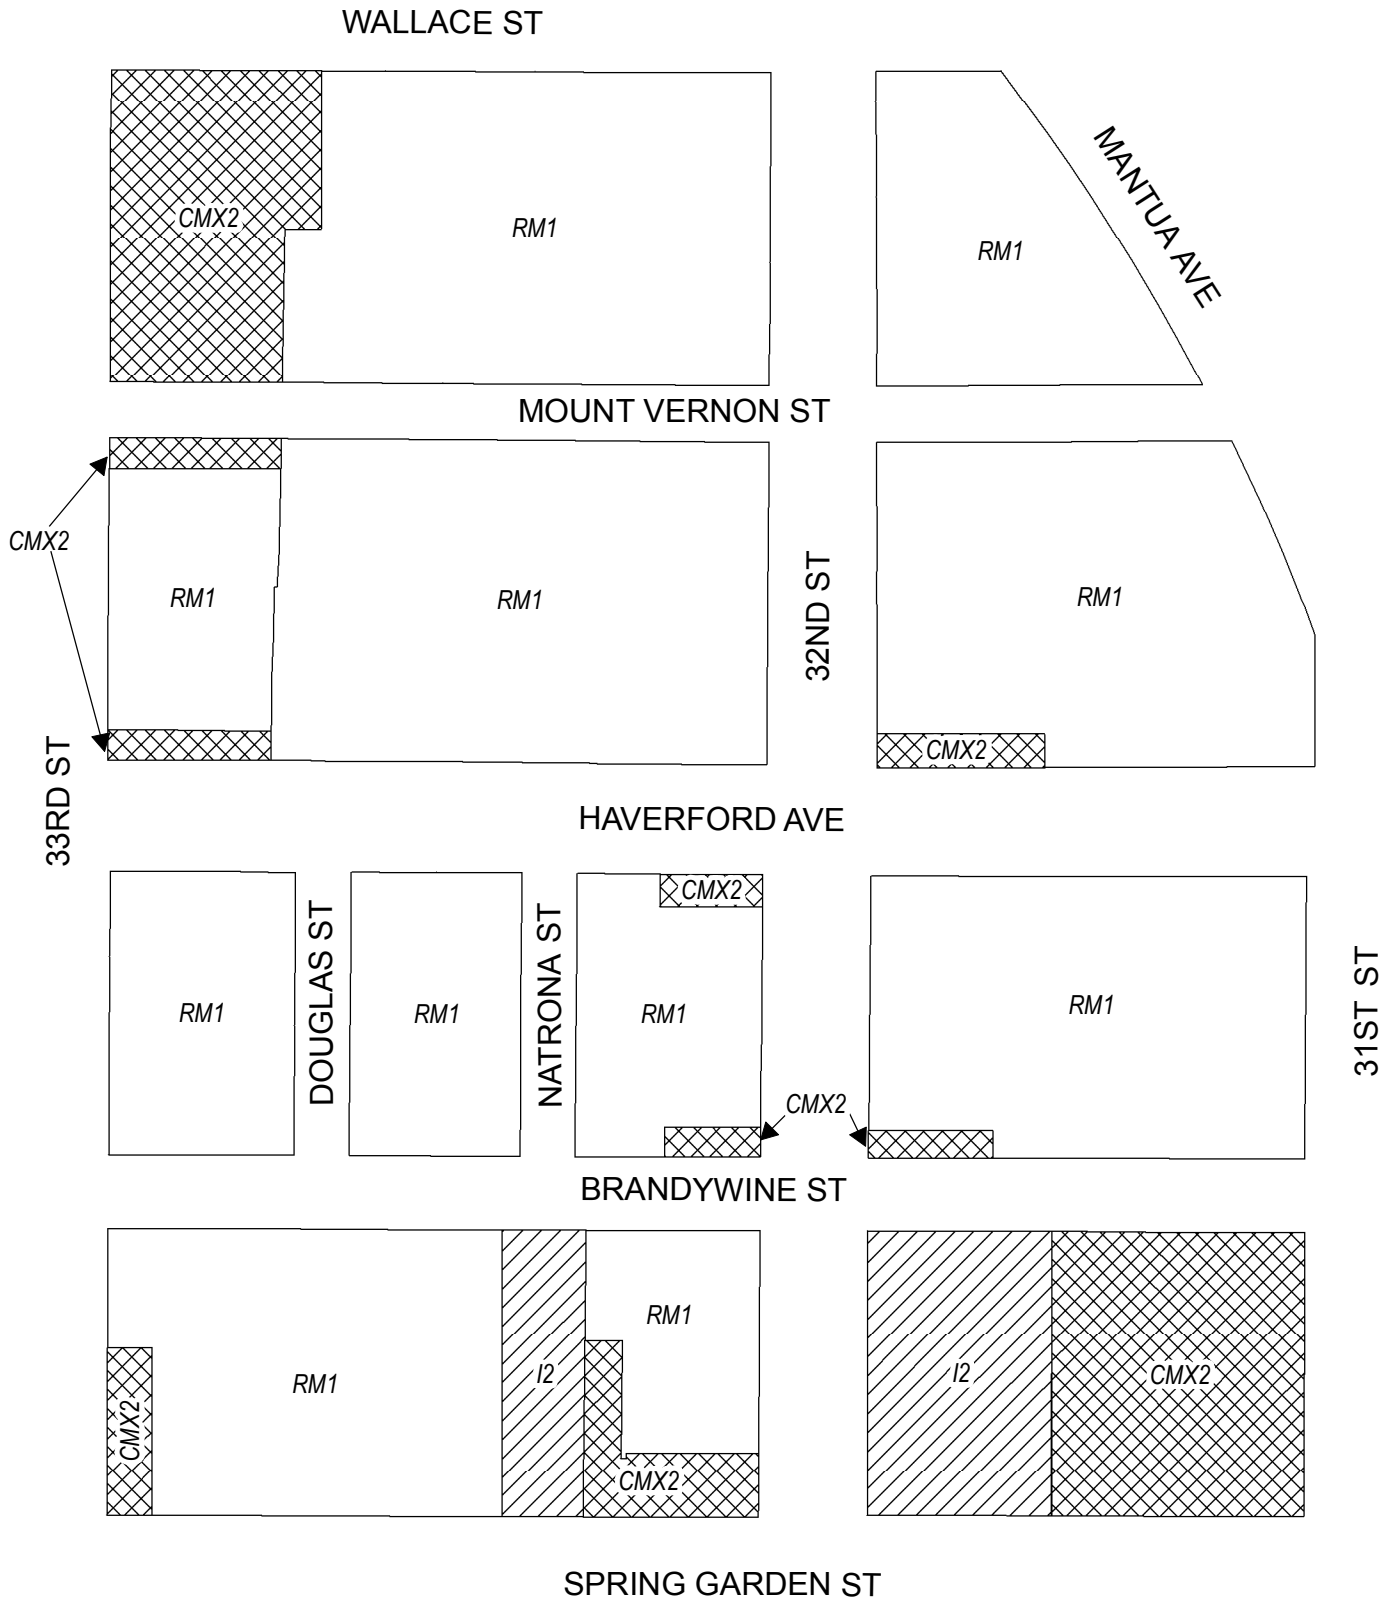 WALLACE ST
MANTUA AVE
CMX2
RM1
RM1
MOUNT VERNON ST
CMX2
RM1
RM1
32ND ST
RM1
CMX2
33RD ST
HAVERFORD AVE
CMX2
RM1
DOUGLAS ST
RM1
NATRONA ST
RM1
RM1
31ST ST
CMX2
BRANDYWINE ST
RM1
CMX2
RM1
I2
CMX2
I2
CMX2
SPRING GARDEN ST